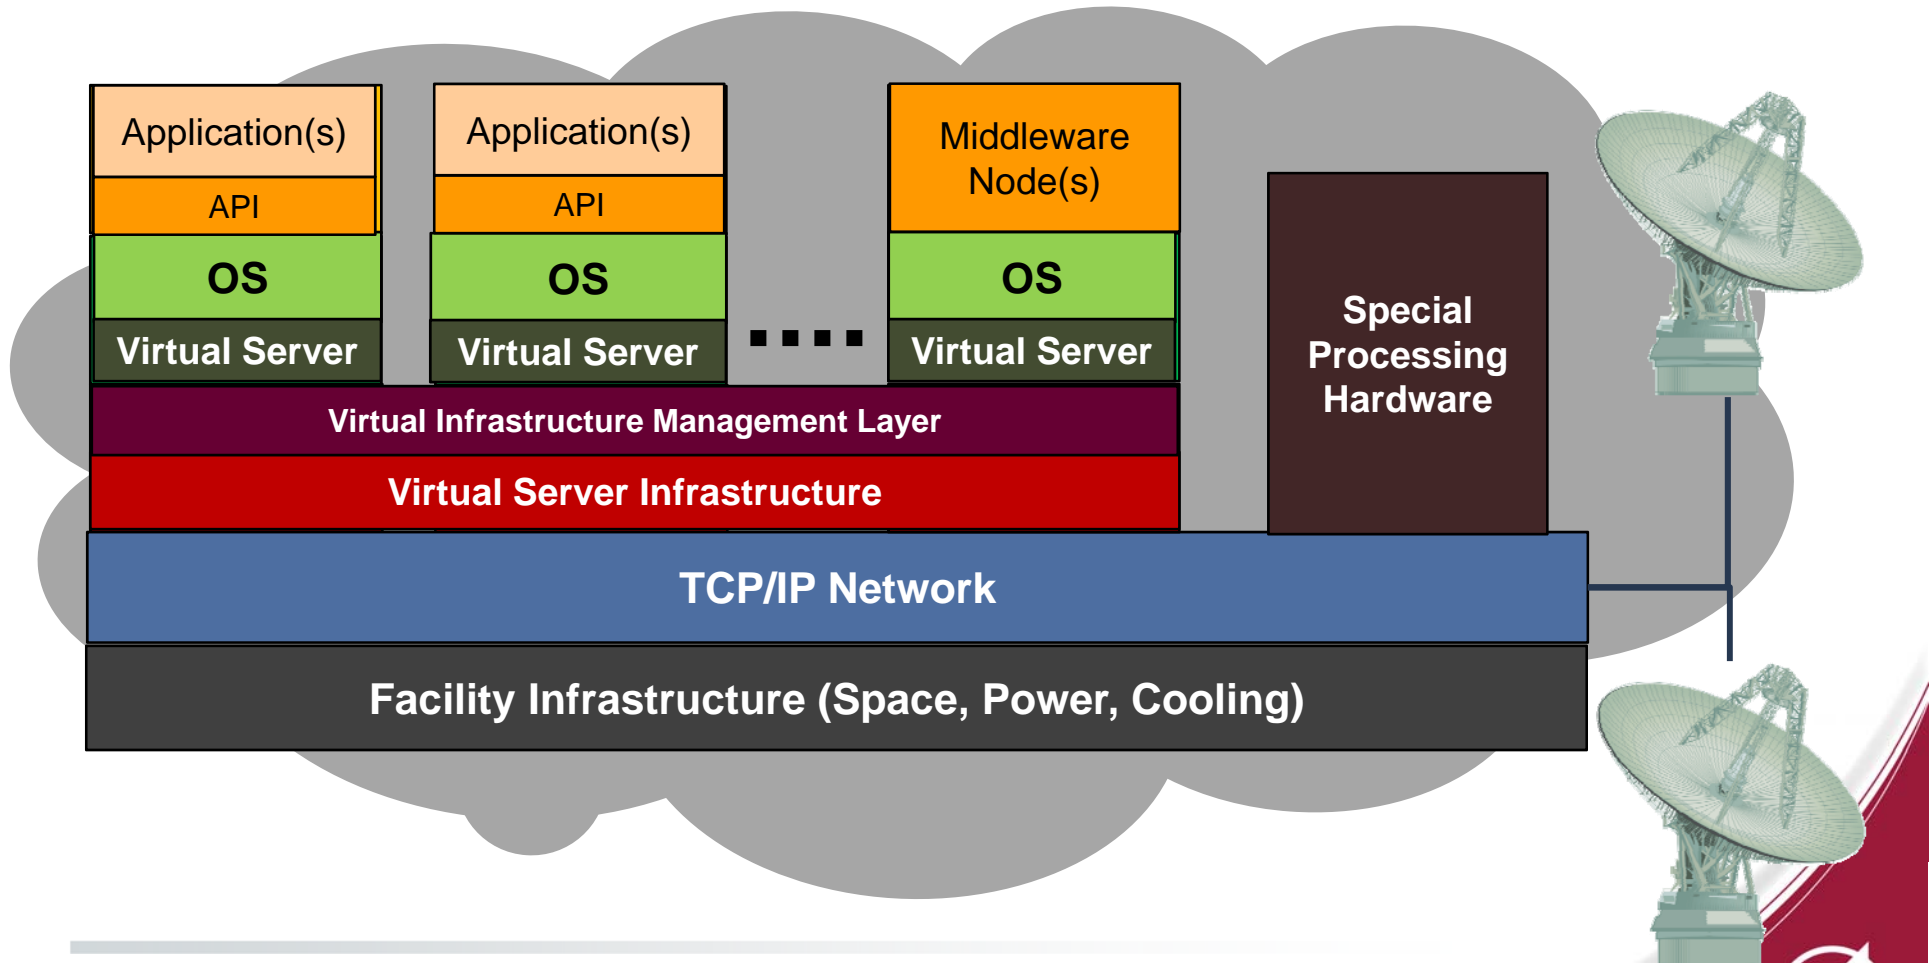 Application(s)
API
OS
Virtual Server
Application(s)
API
OS
Virtual Server
Middleware
Node(s)
OS
Virtual Server
Special
Processing
Hardware
Virtual Infrastructure Management Layer
Virtual Server Infrastructure
TCP/IP Network
Facility Infrastructure (Space, Power, Cooling)